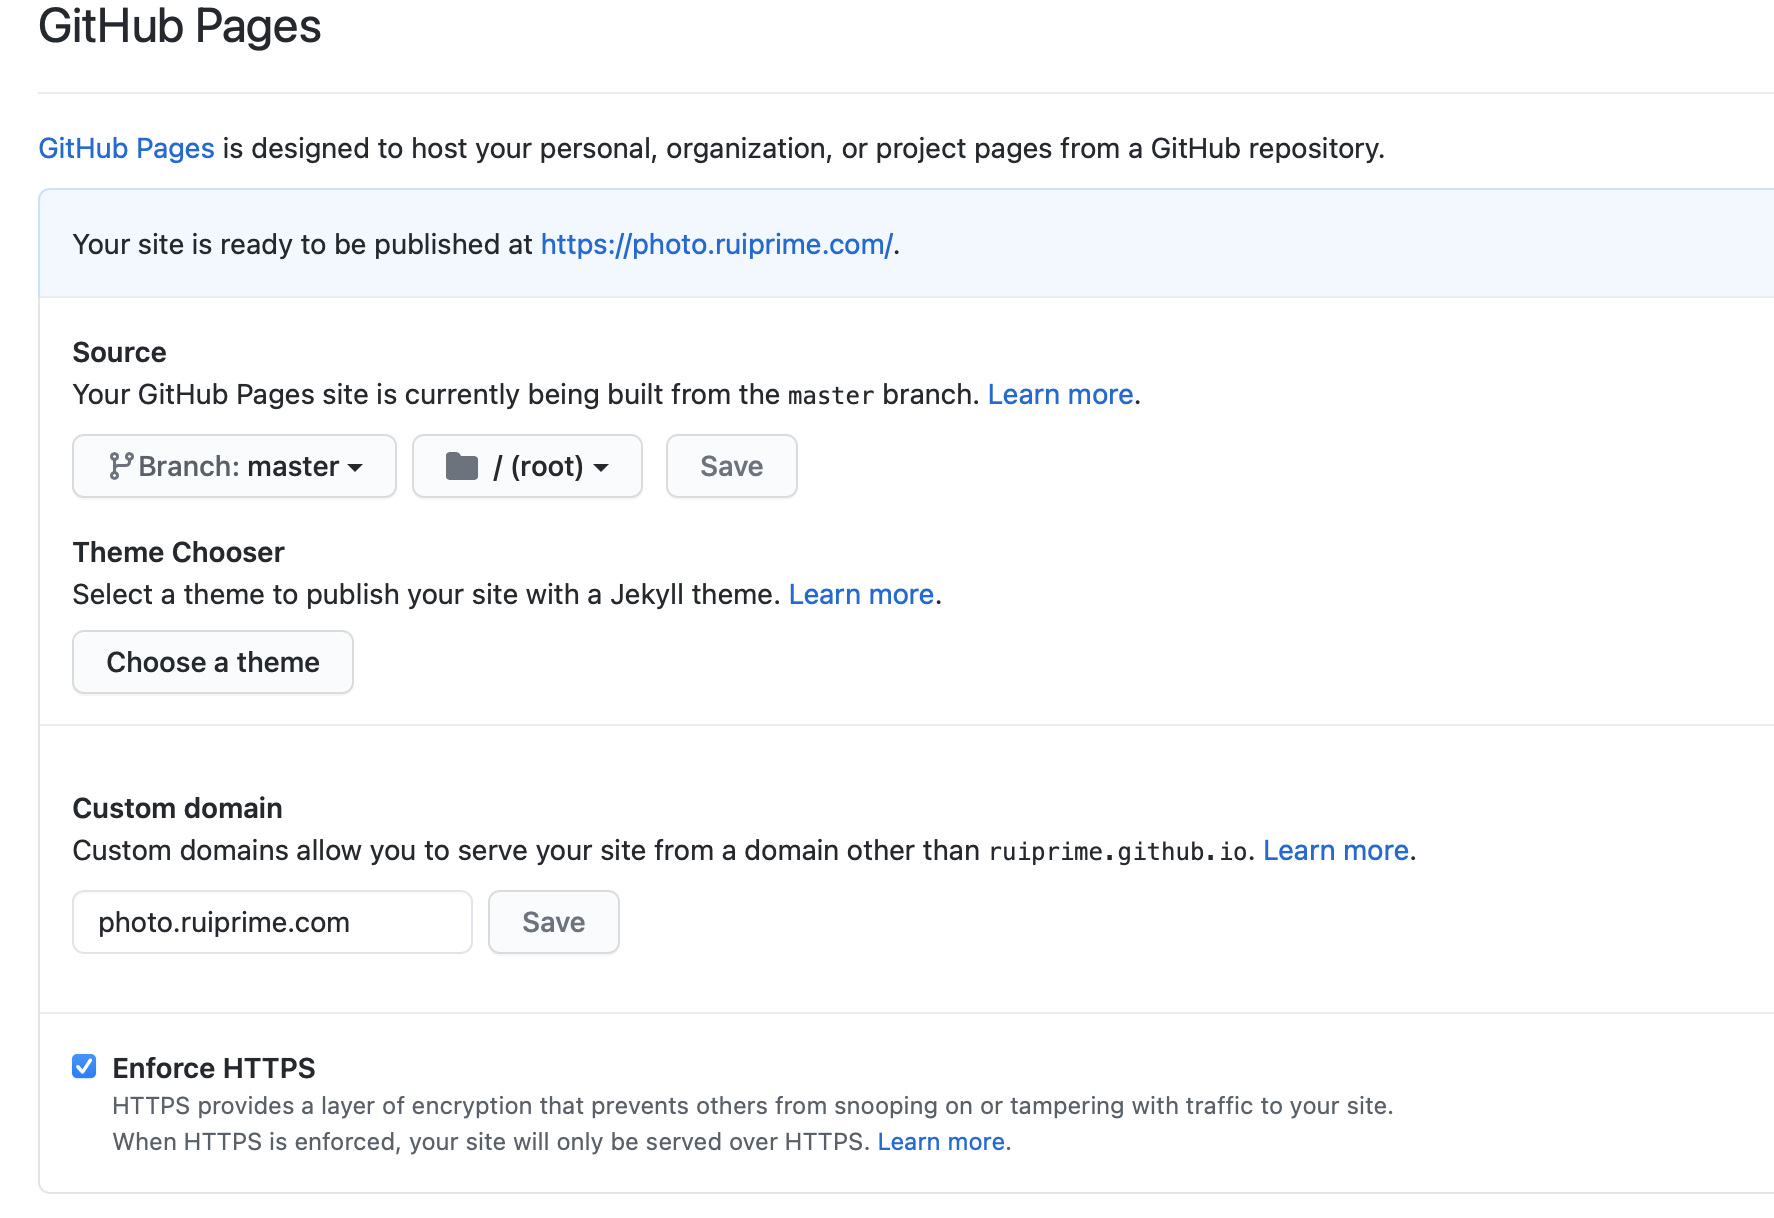 GitHub Pages
GitHub Pages is designed to host your personal, organization, or project pages from a GitHub repository.
Your site is ready to be published at https://photo.ruiprime.com/.
Source
Your GitHub Pages site is currently being built from the master branch. Learn more.
Branch: master / (root) Save
Theme Chooser
Select a theme to publish your site with a Jekyll theme. Learn more.
Choose a theme
Custom domain
Custom domains allow you to serve your site from a domain other than ruiprime.github.io. Learn more.
photo.ruiprime.com Save
Enforce HTTPS
HTTPS provides a layer of encryption that prevents others from snooping on or tampering with traffic to your site.
When HTTPS is enforced, your site will only be served over HTTPS. Learn more.